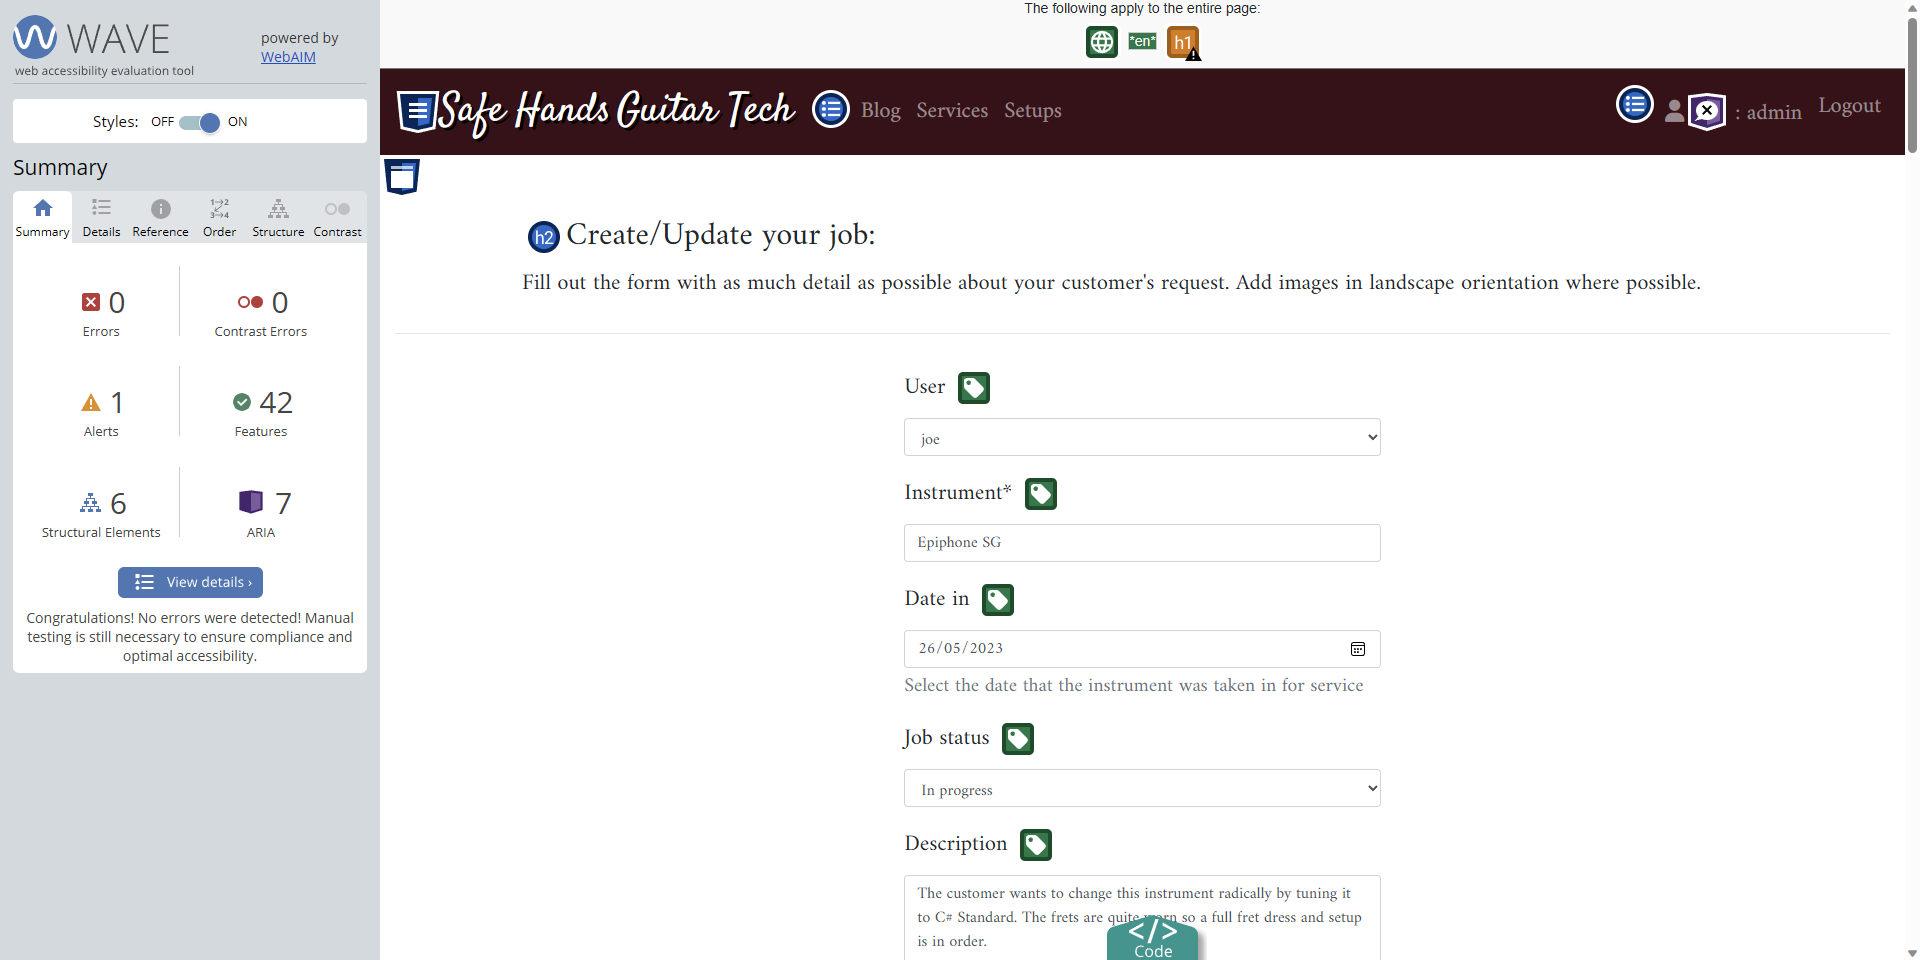 WAVE
powered by
WebAIM
web accessibility evaluation tool
Styles: OFF ON
Summary
Summary Details Reference Order Structure Contrast
0
Errors
0
Contrast Errors
1
Alerts
42
Features
6
Structural Elements
7
ARIA
View details ›
Congratulations! No errors were detected! Manual
testing is still necessary to ensure compliance and
optimal accessibility.
The following apply to the entire page:
*en* h1
Safe Hands Guitar Tech Blog Services Setups : admin Logout
h2 Create/Update your job:
Fill out the form with as much detail as possible about your customer's request. Add images in landscape orientation where possible.
User
joe
Instrument*
Epiphone SG
Date in
26/05/2023
Select the date that the instrument was taken in for service
Job status
In progress
Description
The customer wants to change this instrument radically by tuning it
to C# Standard. The frets are quite worn so a full fret dress and setup
is in order.
</>
Code